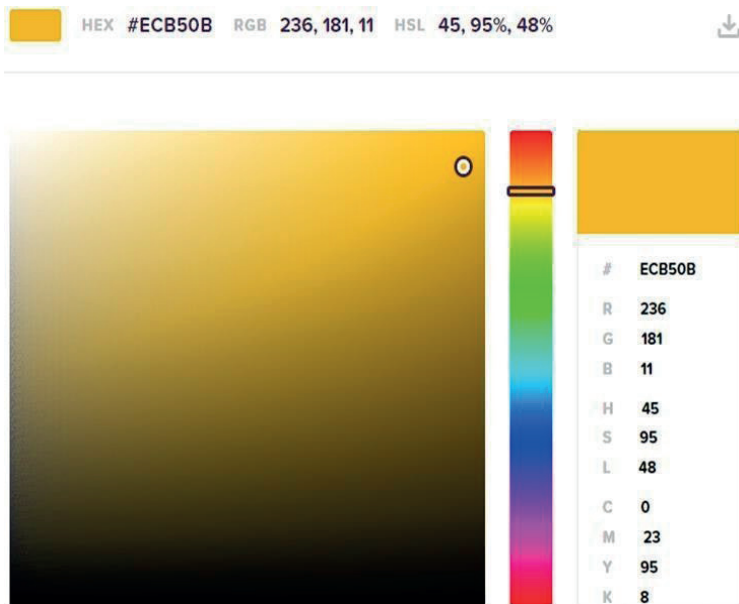 HEX #ECB50B RGB 236, 181, 11 HSL 45, 95%, 48%
# ECB50B
R 236
G 181
B 11
H 45
S 95
L 48
C 0
M 23
Y 95
K 8